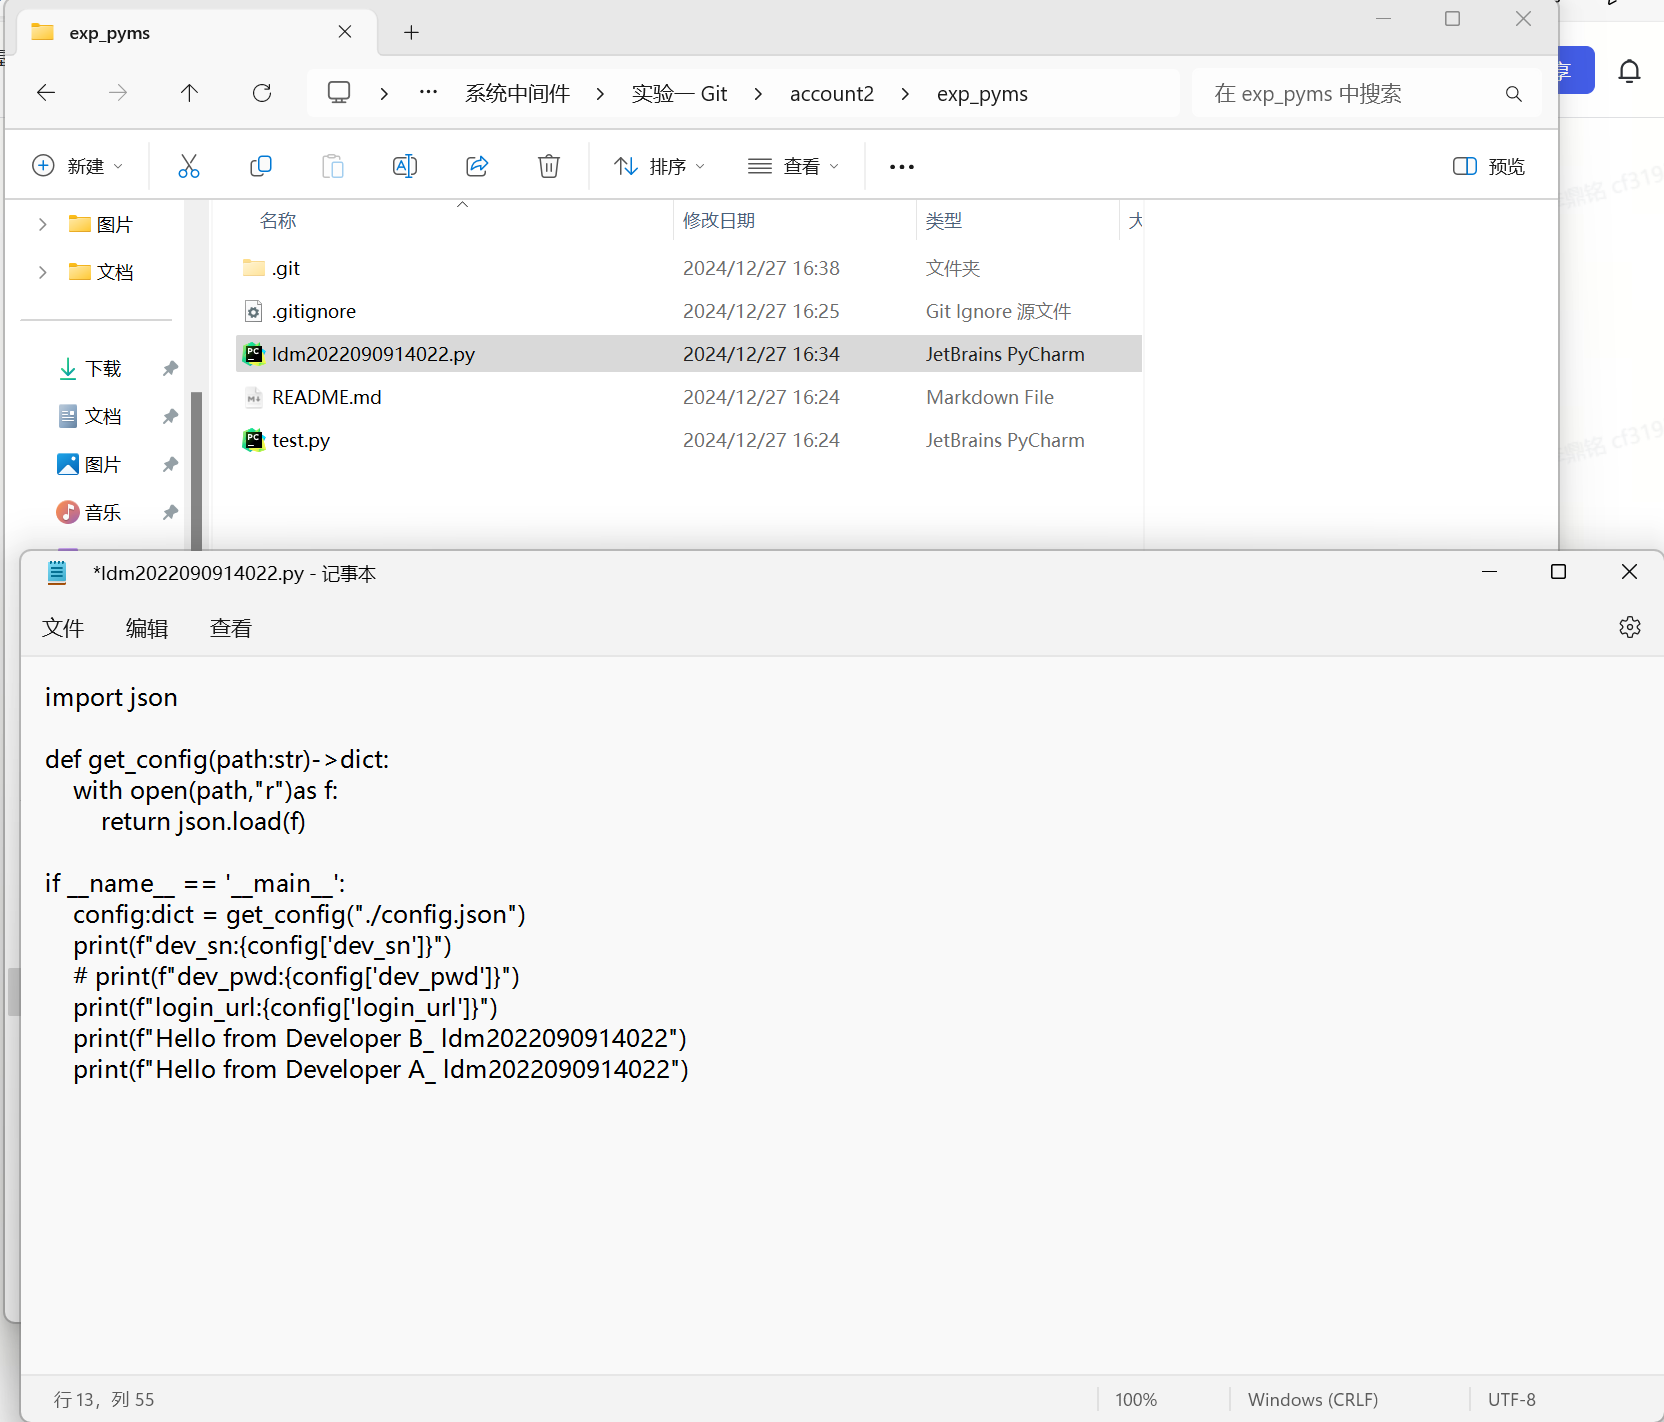 exp_pyms
系统中间件 实验一 Git account2 exp_pyms
在 exp_pyms 中搜索
享
新建 排序 查看 预览
图片
文档
下载
文档
图片
音乐
名称 修改日期 类型 大
.git 2024/12/27 16:38 文件夹
.gitignore 2024/12/27 16:25 Git Ignore 源文件
ldm2022090914022.py 2024/12/27 16:34 JetBrains PyCharm
README.md 2024/12/27 16:24 Markdown File
test.py 2024/12/27 16:24 JetBrains PyCharm
鼎铭 cf319
鼎铭 cf319
*ldm2022090914022.py - 记事本
文件 编辑 查看
import json
def get_config(path:str)->dict:
with open(path,"r")as f:
return json.load(f)
if __name__ == '__main__':
config:dict = get_config("./config.json")
print(f"dev_sn:{config['dev_sn']}")
# print(f"dev_pwd:{config['dev_pwd']}")
print(f"login_url:{config['login_url']}")
print(f"Hello from Developer B_ ldm2022090914022")
print(f"Hello from Developer A_ ldm2022090914022")
行 13，列 55 100% Windows (CRLF) UTF-8